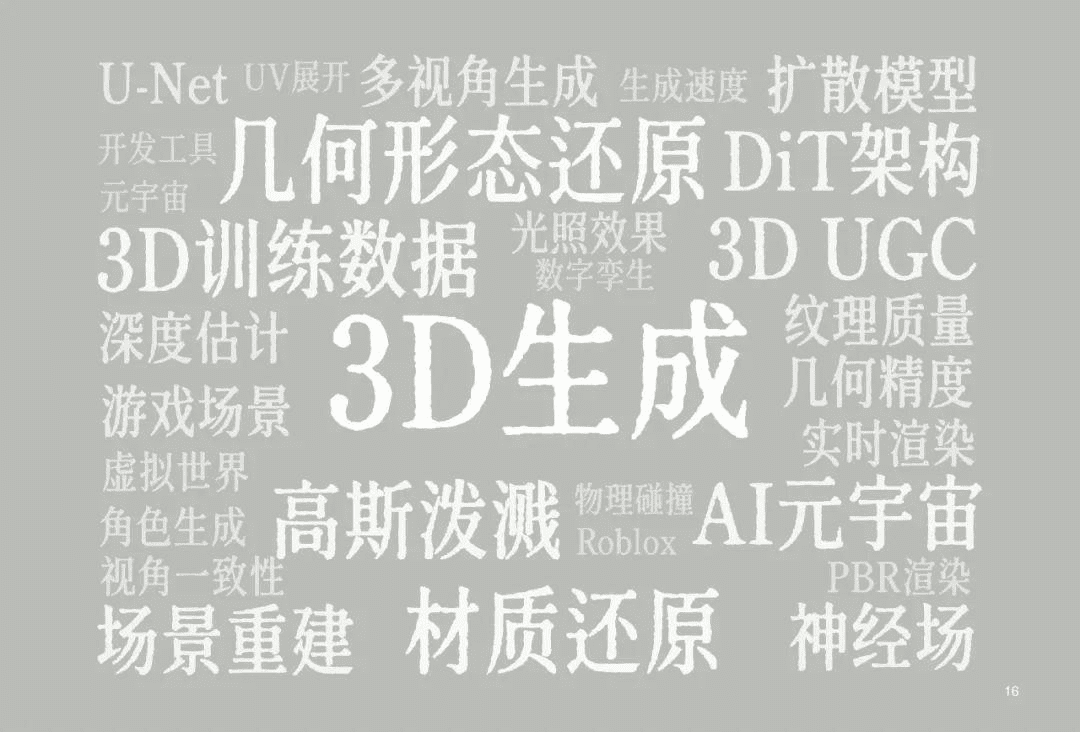 U-Net UV展开 多视角生成 生成速度 扩散模型
开发工具 几何形态还原 DiT架构
元宇宙
3D训练数据 光照效果 3D UGC
数字孪生
深度估计 3D生成 纹理质量
游戏场景 几何精度
实时渲染
虚拟世界
角色生成 高斯泼溅 物理碰撞 AI元宇宙
Roblox
视角一致性 PBR渲染
场景重建 材质还原 神经场
16